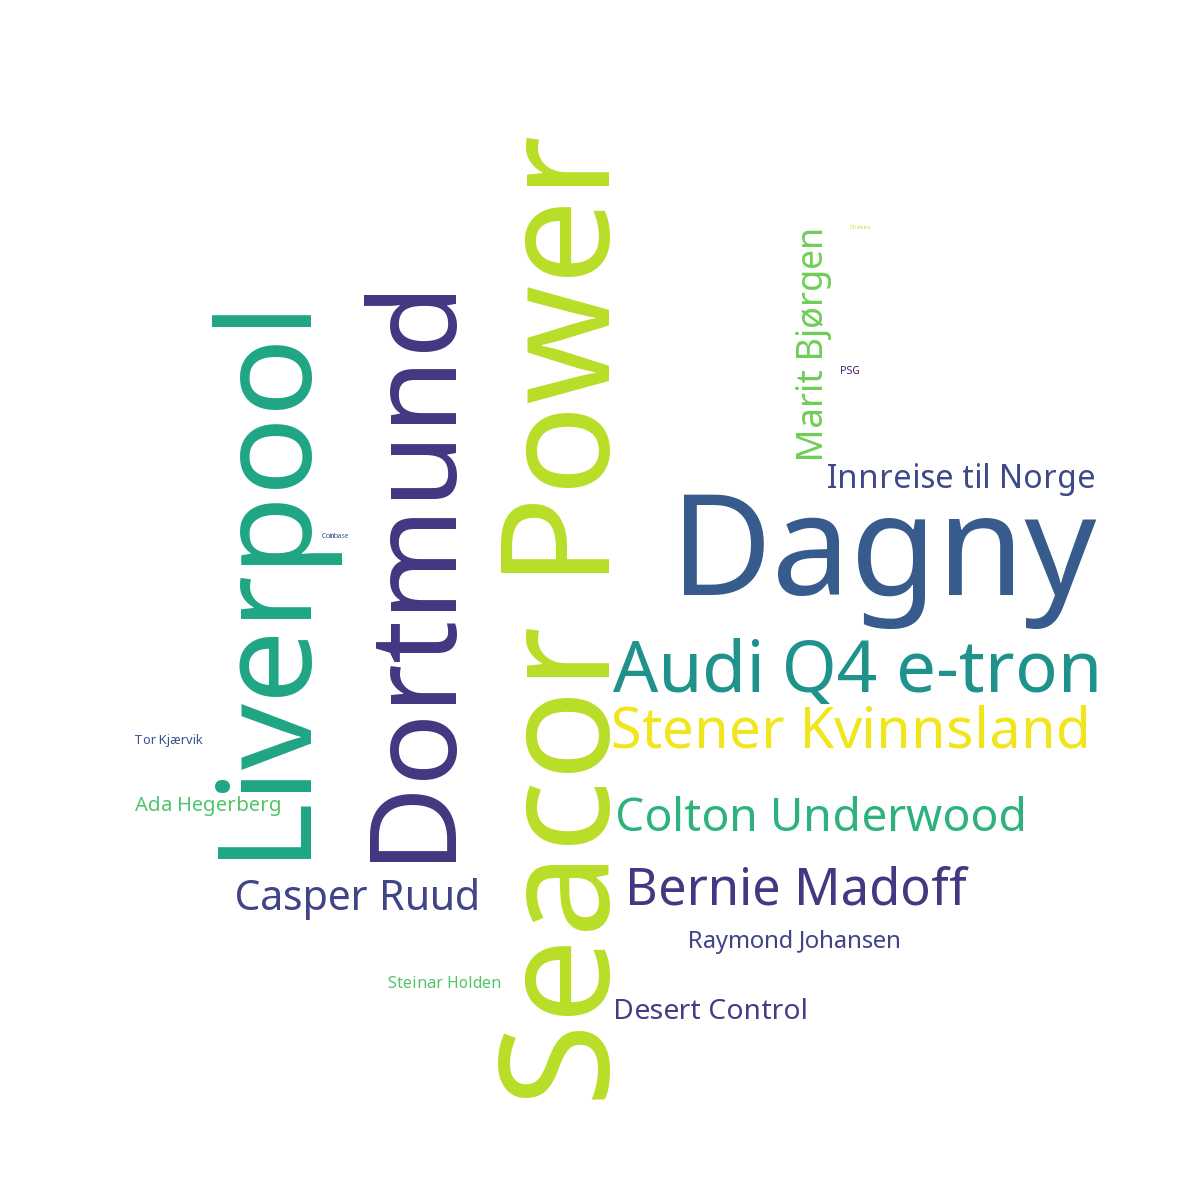 Seacor Power
Liverpool
Dortmund
Dagny
Marit Bjørgen
Chelsea
PSG
Innreise til Norge
Coinbase
Audi Q4 e-tron
Stener Kvinnsland
Tor Kjærvik
Ada Hegerberg
Colton Underwood
Casper Ruud
Bernie Madoff
Raymond Johansen
Steinar Holden
Desert Control